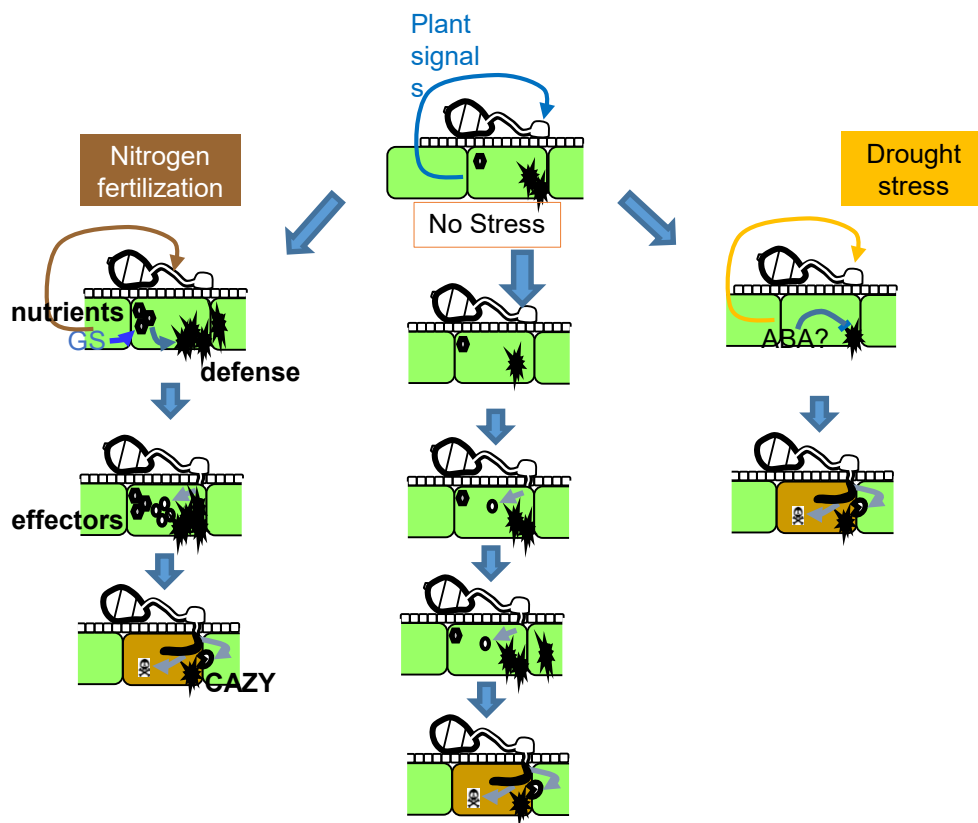 Plant
signal
s
Nitrogen
fertilization
Drought
stress
No Stress
nutrients
GS
defense
ABA?
effectors
CAZY